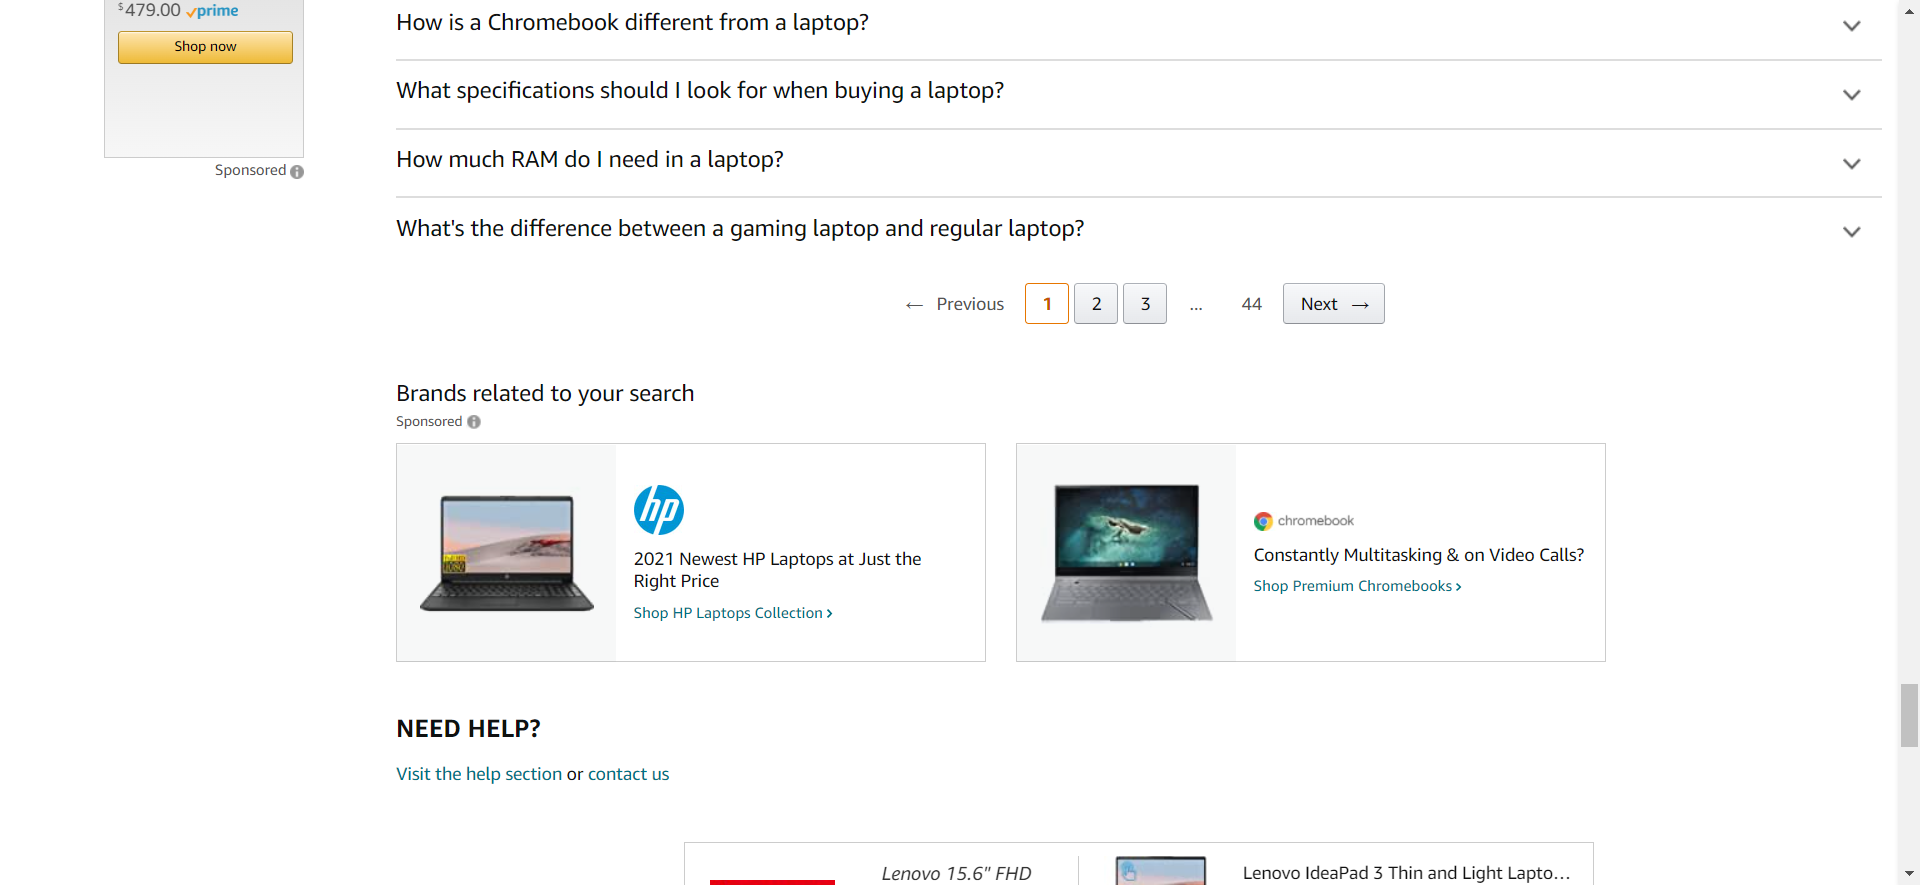 $479.00 prime
Shop now
Sponsored
How is a Chromebook different from a laptop?
What specifications should I look for when buying a laptop?
How much RAM do I need in a laptop?
What's the difference between a gaming laptop and regular laptop?
← Previous 1 2 3 ... 44 Next →
Brands related to your search
Sponsored
hp
2021 Newest HP Laptops at Just the
Right Price
Shop HP Laptops Collection ›
chromebook
Constantly Multitasking & on Video Calls?
Shop Premium Chromebooks ›
NEED HELP?
Visit the help section or contact us
Lenovo 15.6" FHD
Lenovo IdeaPad 3 Thin and Light Lapto...